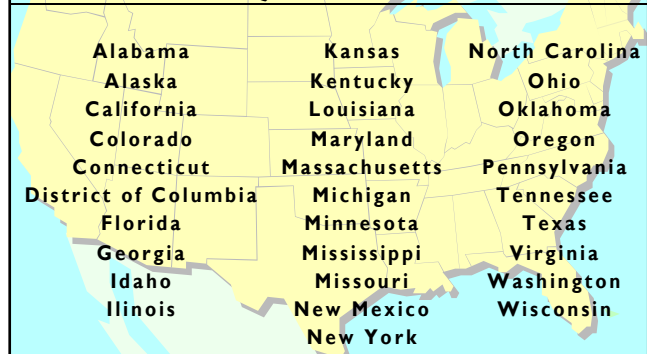 Alabama
Alaska
California
Colorado
Connecticut
District of Columbia
Florida
Georgia
Idaho
Ilinois
Kansas
Kentucky
Louisiana
Maryland
Massachusetts
Michigan
Minnesota
Mississippi
Missouri
New Mexico
New York
North Carolina
Ohio
Oklahoma
Oregon
Pennsylvania
Tennessee
Texas
Virginia
Washington
Wisconsin